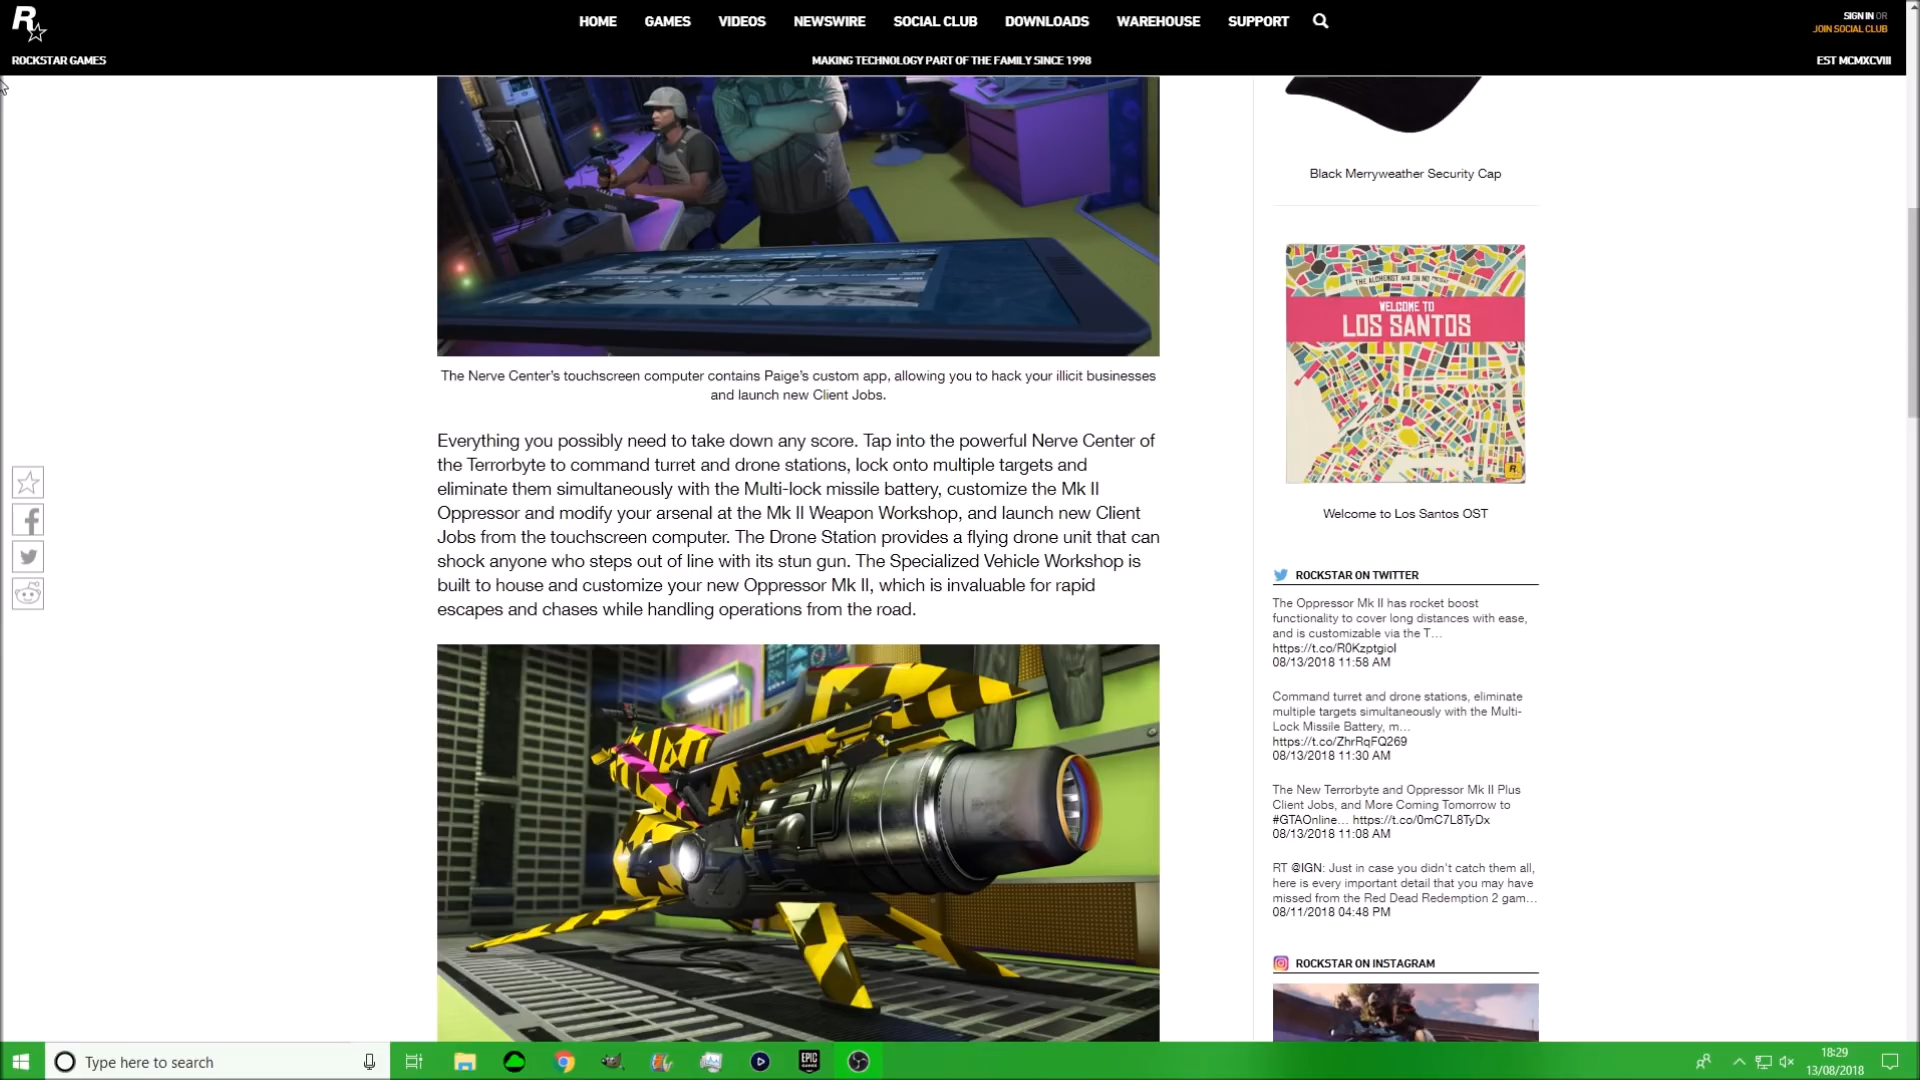 HOME GAMES VIDEOS NEWSWIRE SOCIAL CLUB DOWNLOADS WAREHOUSE SUPPORT
SIGN IN OR
JOIN SOCIAL CLUB
ROCKSTAR GAMES
MAKING TECHNOLOGY PART OF THE FAMILY SINCE 1998
EST MCMXCVIII
The Nerve Center's touchscreen computer contains Paige's custom app, allowing you to hack your illicit businesses
and launch new Client Jobs.
Everything you possibly need to take down any score. Tap into the powerful Nerve Center of
the Terrorbyte to command turret and drone stations, lock onto multiple targets and
eliminate them simultaneously with the Multi-lock missile battery, customize the Mk II
Oppressor and modify your arsenal at the Mk II Weapon Workshop, and launch new Client
Jobs from the touchscreen computer. The Drone Station provides a flying drone unit that can
shock anyone who steps out of line with its stun gun. The Specialized Vehicle Workshop is
built to house and customize your new Oppressor Mk II, which is invaluable for rapid
escapes and chases while handling operations from the road.
Black Merryweather Security Cap
WELCOME TO
LOS SANTOS
Welcome to Los Santos OST
ROCKSTAR ON TWITTER
The Oppressor Mk II has rocket boost
functionality to cover long distances with ease,
and is customizable via the T…
https://t.co/R0Kzptgiol
08/13/2018 11:58 AM
Command turret and drone stations, eliminate
multiple targets simultaneously with the Multi-
Lock Missile Battery, m…
https://t.co/ZhrRqFQ269
08/13/2018 11:30 AM
The New Terrorbyte and Oppressor Mk II Plus
Client Jobs, and More Coming Tomorrow to
#GTAOnline… https://t.co/0mC7L8TyDx
08/13/2018 11:08 AM
RT @IGN: Just in case you didn't catch them all,
here is every important detail that you may have
missed from the Red Dead Redemption 2 gam…
08/11/2018 04:48 PM
ROCKSTAR ON INSTAGRAM
Type here to search
EPIC
GAMES
18:29
13/08/2018